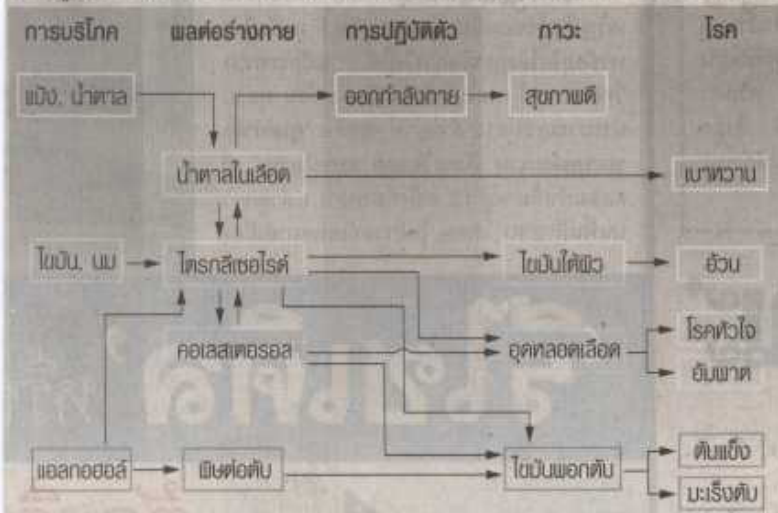 การบริโภค ผลต่อร่างกาย การปฏิบัติตัว ภาวะ โรค
แป้ง, น้ำตาล ออกกำลังกาย สุขภาพดี
น้ำตาลในเลือด เบาหวาน
ไขมัน, นม ไตรกลีเซอไรด์ ไขมันใต้ผิว อ้วน
โรคหัวใจ
คอเลสเตอรอล อุดหลอดเลือด
อัมพาต
ตับแข็ง
แอลกอฮอล์ พิษต่อตับ ไขมันพอกตับ
มะเร็งตับ